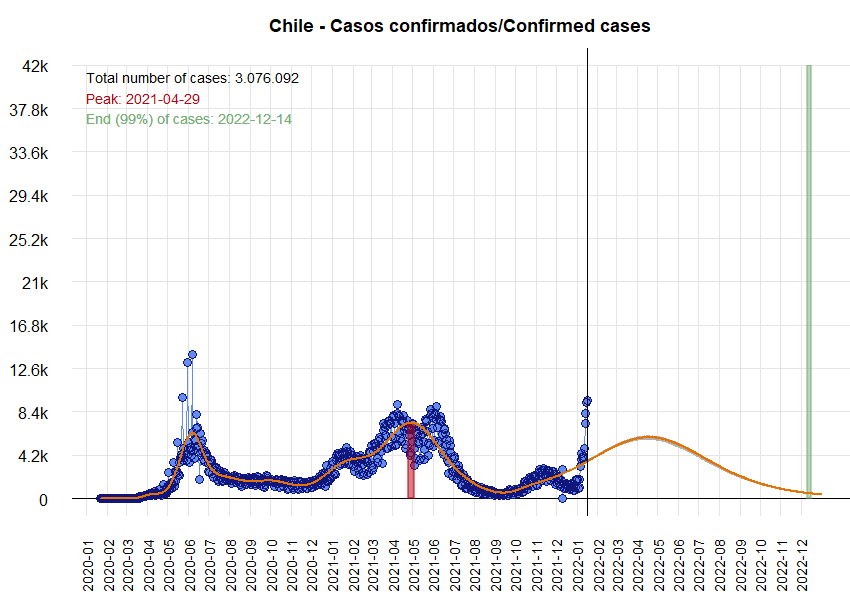 Chile - Casos confirmados/Confirmed cases
Total number of cases: 3.076.092
Peak: 2021-04-29
End (99%) of cases: 2022-12-14
42k
37.8k
33.6k
29.4k
25.2k
21k
16.8k
12.6k
8.4k
4.2k
0
2020-01
2020-02
2020-03
2020-04
2020-05
2020-06
2020-07
2020-08
2020-09
2020-10
2020-11
2020-12
2021-01
2021-02
2021-03
2021-04
2021-05
2021-06
2021-07
2021-08
2021-09
2021-10
2021-11
2021-12
2022-01
2022-02
2022-03
2022-04
2022-05
2022-06
2022-07
2022-08
2022-09
2022-10
2022-11
2022-12